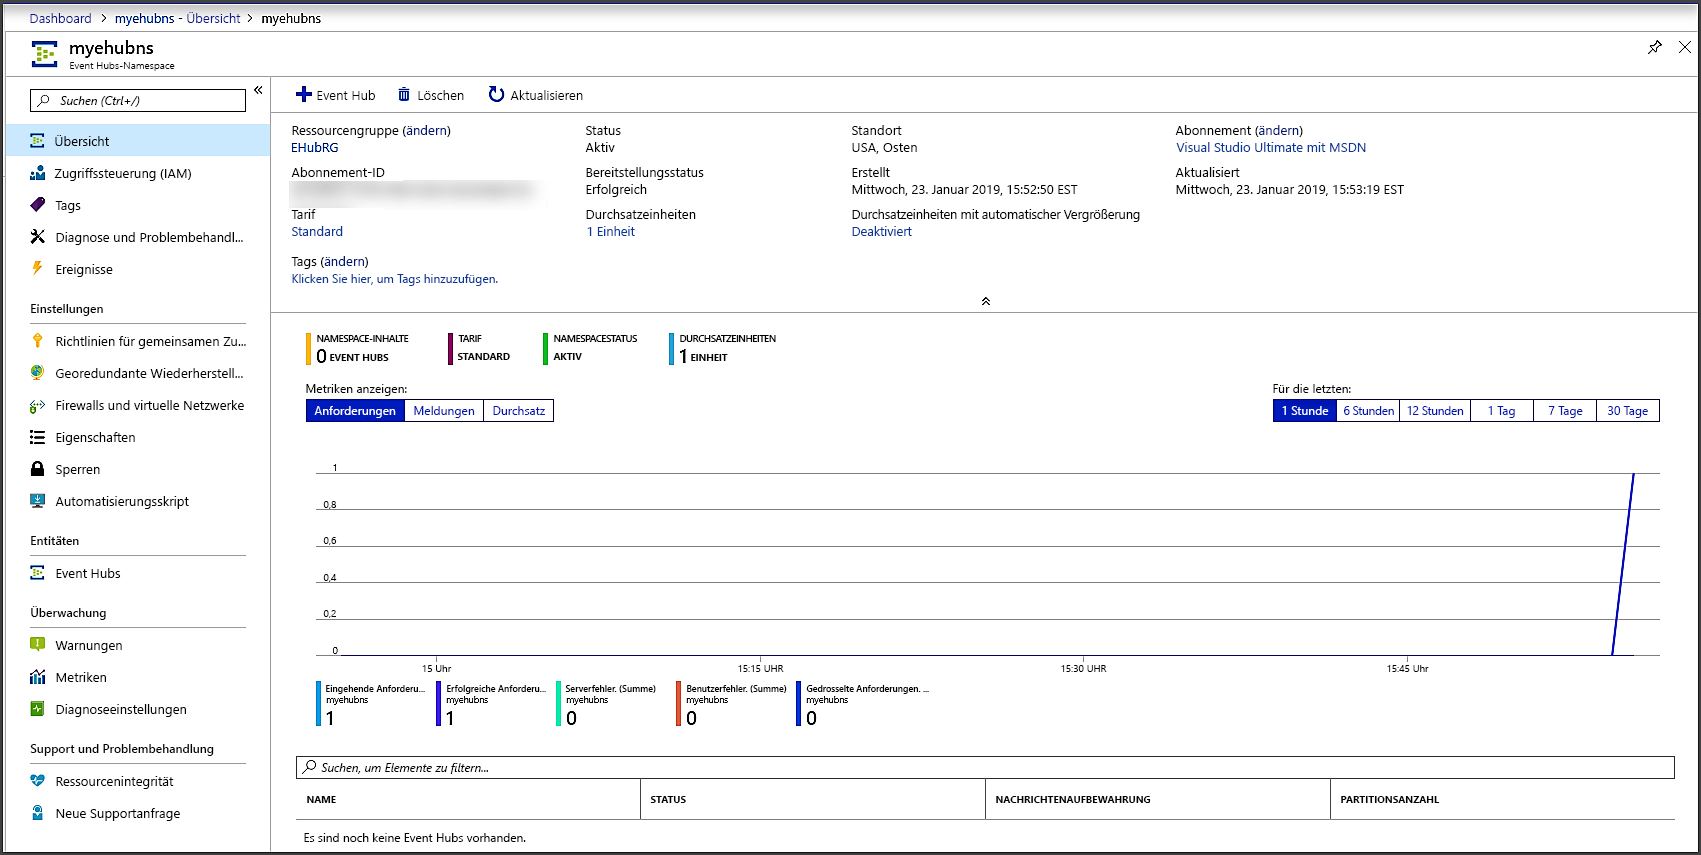 Dashboard > myehubns - Übersicht > myehubns
myehubns
Event Hubs-Namespace
Suchen (Ctrl+/)
Übersicht
Zugriffssteuerung (IAM)
Tags
Diagnose und Problembehandl...
Ereignisse
Einstellungen
Richtlinien für gemeinsamen Zu...
Georedundante Wiederherstell...
Firewalls und virtuelle Netzwerke
Eigenschaften
Sperren
Automatisierungsskript
Entitäten
Event Hubs
Überwachung
Warnungen
Metriken
Diagnoseeinstellungen
Support und Problembehandlung
Ressourcenintegrität
Neue Supportanfrage
Event Hub Löschen Aktualisieren
Ressourcengruppe (ändern)
EHubRG
Status
Aktiv
Standort
USA, Osten
Abonnement (ändern)
Visual Studio Ultimate mit MSDN
Abonnement-ID
Bereitstellungsstatus
Erfolgreich
Erstellt
Mittwoch, 23. Januar 2019, 15:52:50 EST
Aktualisiert
Mittwoch, 23. Januar 2019, 15:53:19 EST
Tarif
Standard
Durchsatzeinheiten
1 Einheit
Durchsatzeinheiten mit automatischer Vergrößerung
Deaktiviert
Tags (ändern)
Klicken Sie hier, um Tags hinzuzufügen.
NAMESPACE-INHALTE
0 EVENT HUBS
TARIF
STANDARD
NAMESPACESTATUS
AKTIV
DURCHSATZEINHEITEN
1 EINHEIT
Metriken anzeigen:
Anforderungen Meldungen Durchsatz
Für die letzten:
1 Stunde 6 Stunden 12 Stunden 1 Tag 7 Tage 30 Tage
1
0,8
0,6
0,4
0,2
0
15 Uhr 15:15 UHR 15:30 UHR 15:45 Uhr
Eingehende Anforderu...
myehubns
1
Erfolgreiche Anforderu...
myehubns
1
Serverfehler. (Summe)
myehubns
0
Benutzerfehler. (Summe)
myehubns
0
Gedrosselte Anforderungen. ...
myehubns
0
Suchen, um Elemente zu filtern...
NAME STATUS NACHRICHTENAUFBEWAHRUNG PARTITIONSANZAHL
Es sind noch keine Event Hubs vorhanden.